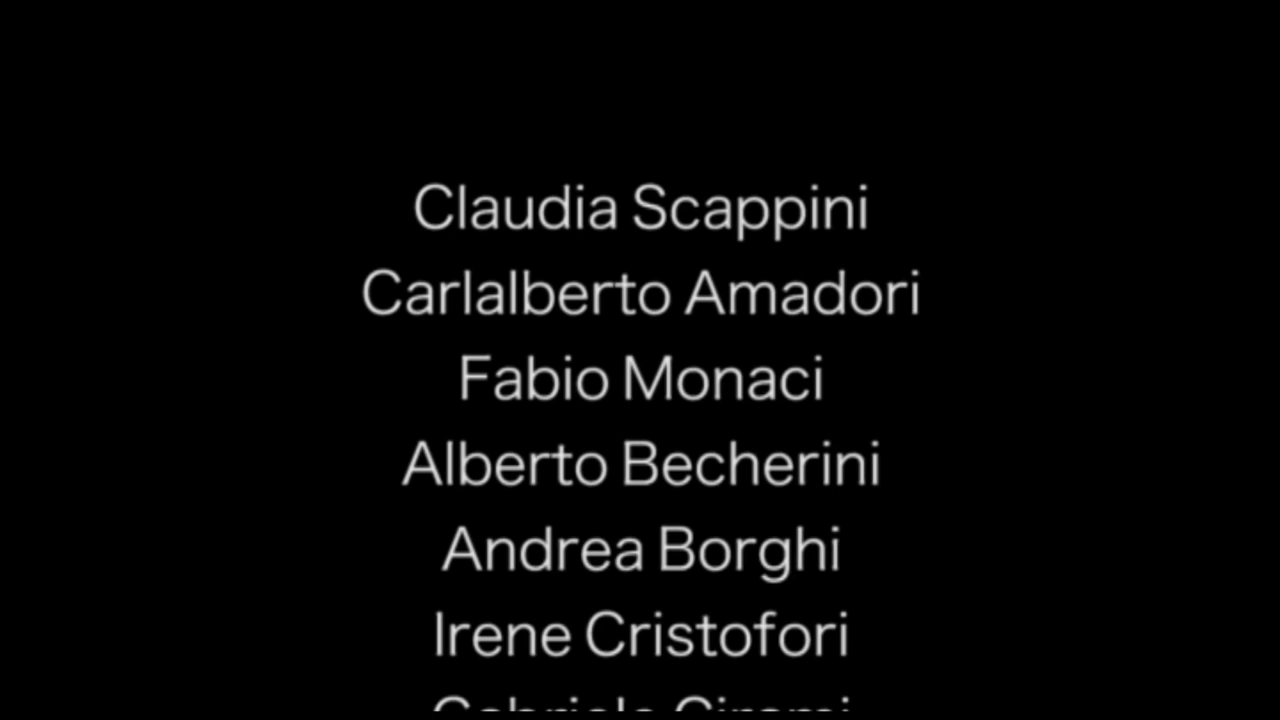 Claudia Scappini
Carlalberto Amadori
Fabio Monaci
Alberto Becherini
Andrea Borghi
Irene Cristofori